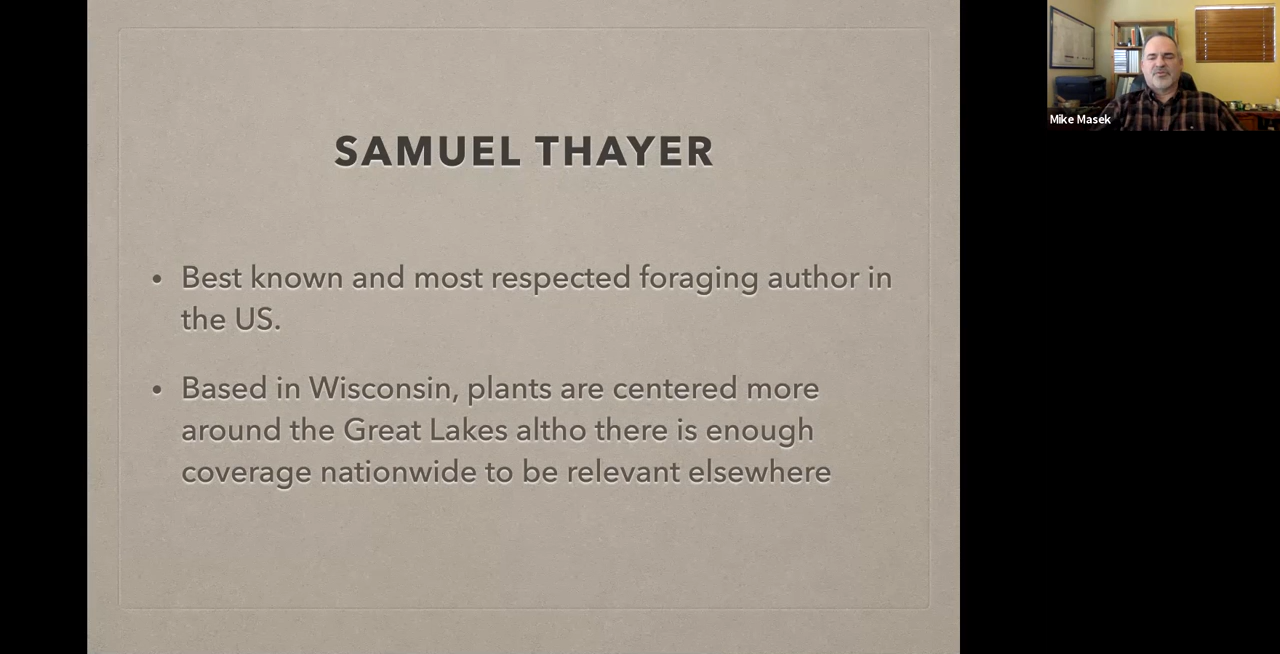 SAMUEL THAYER
• Best known and most respected foraging author in
the US.
• Based in Wisconsin, plants are centered more
around the Great Lakes altho there is enough
coverage nationwide to be relevant elsewhere
Mike Masek